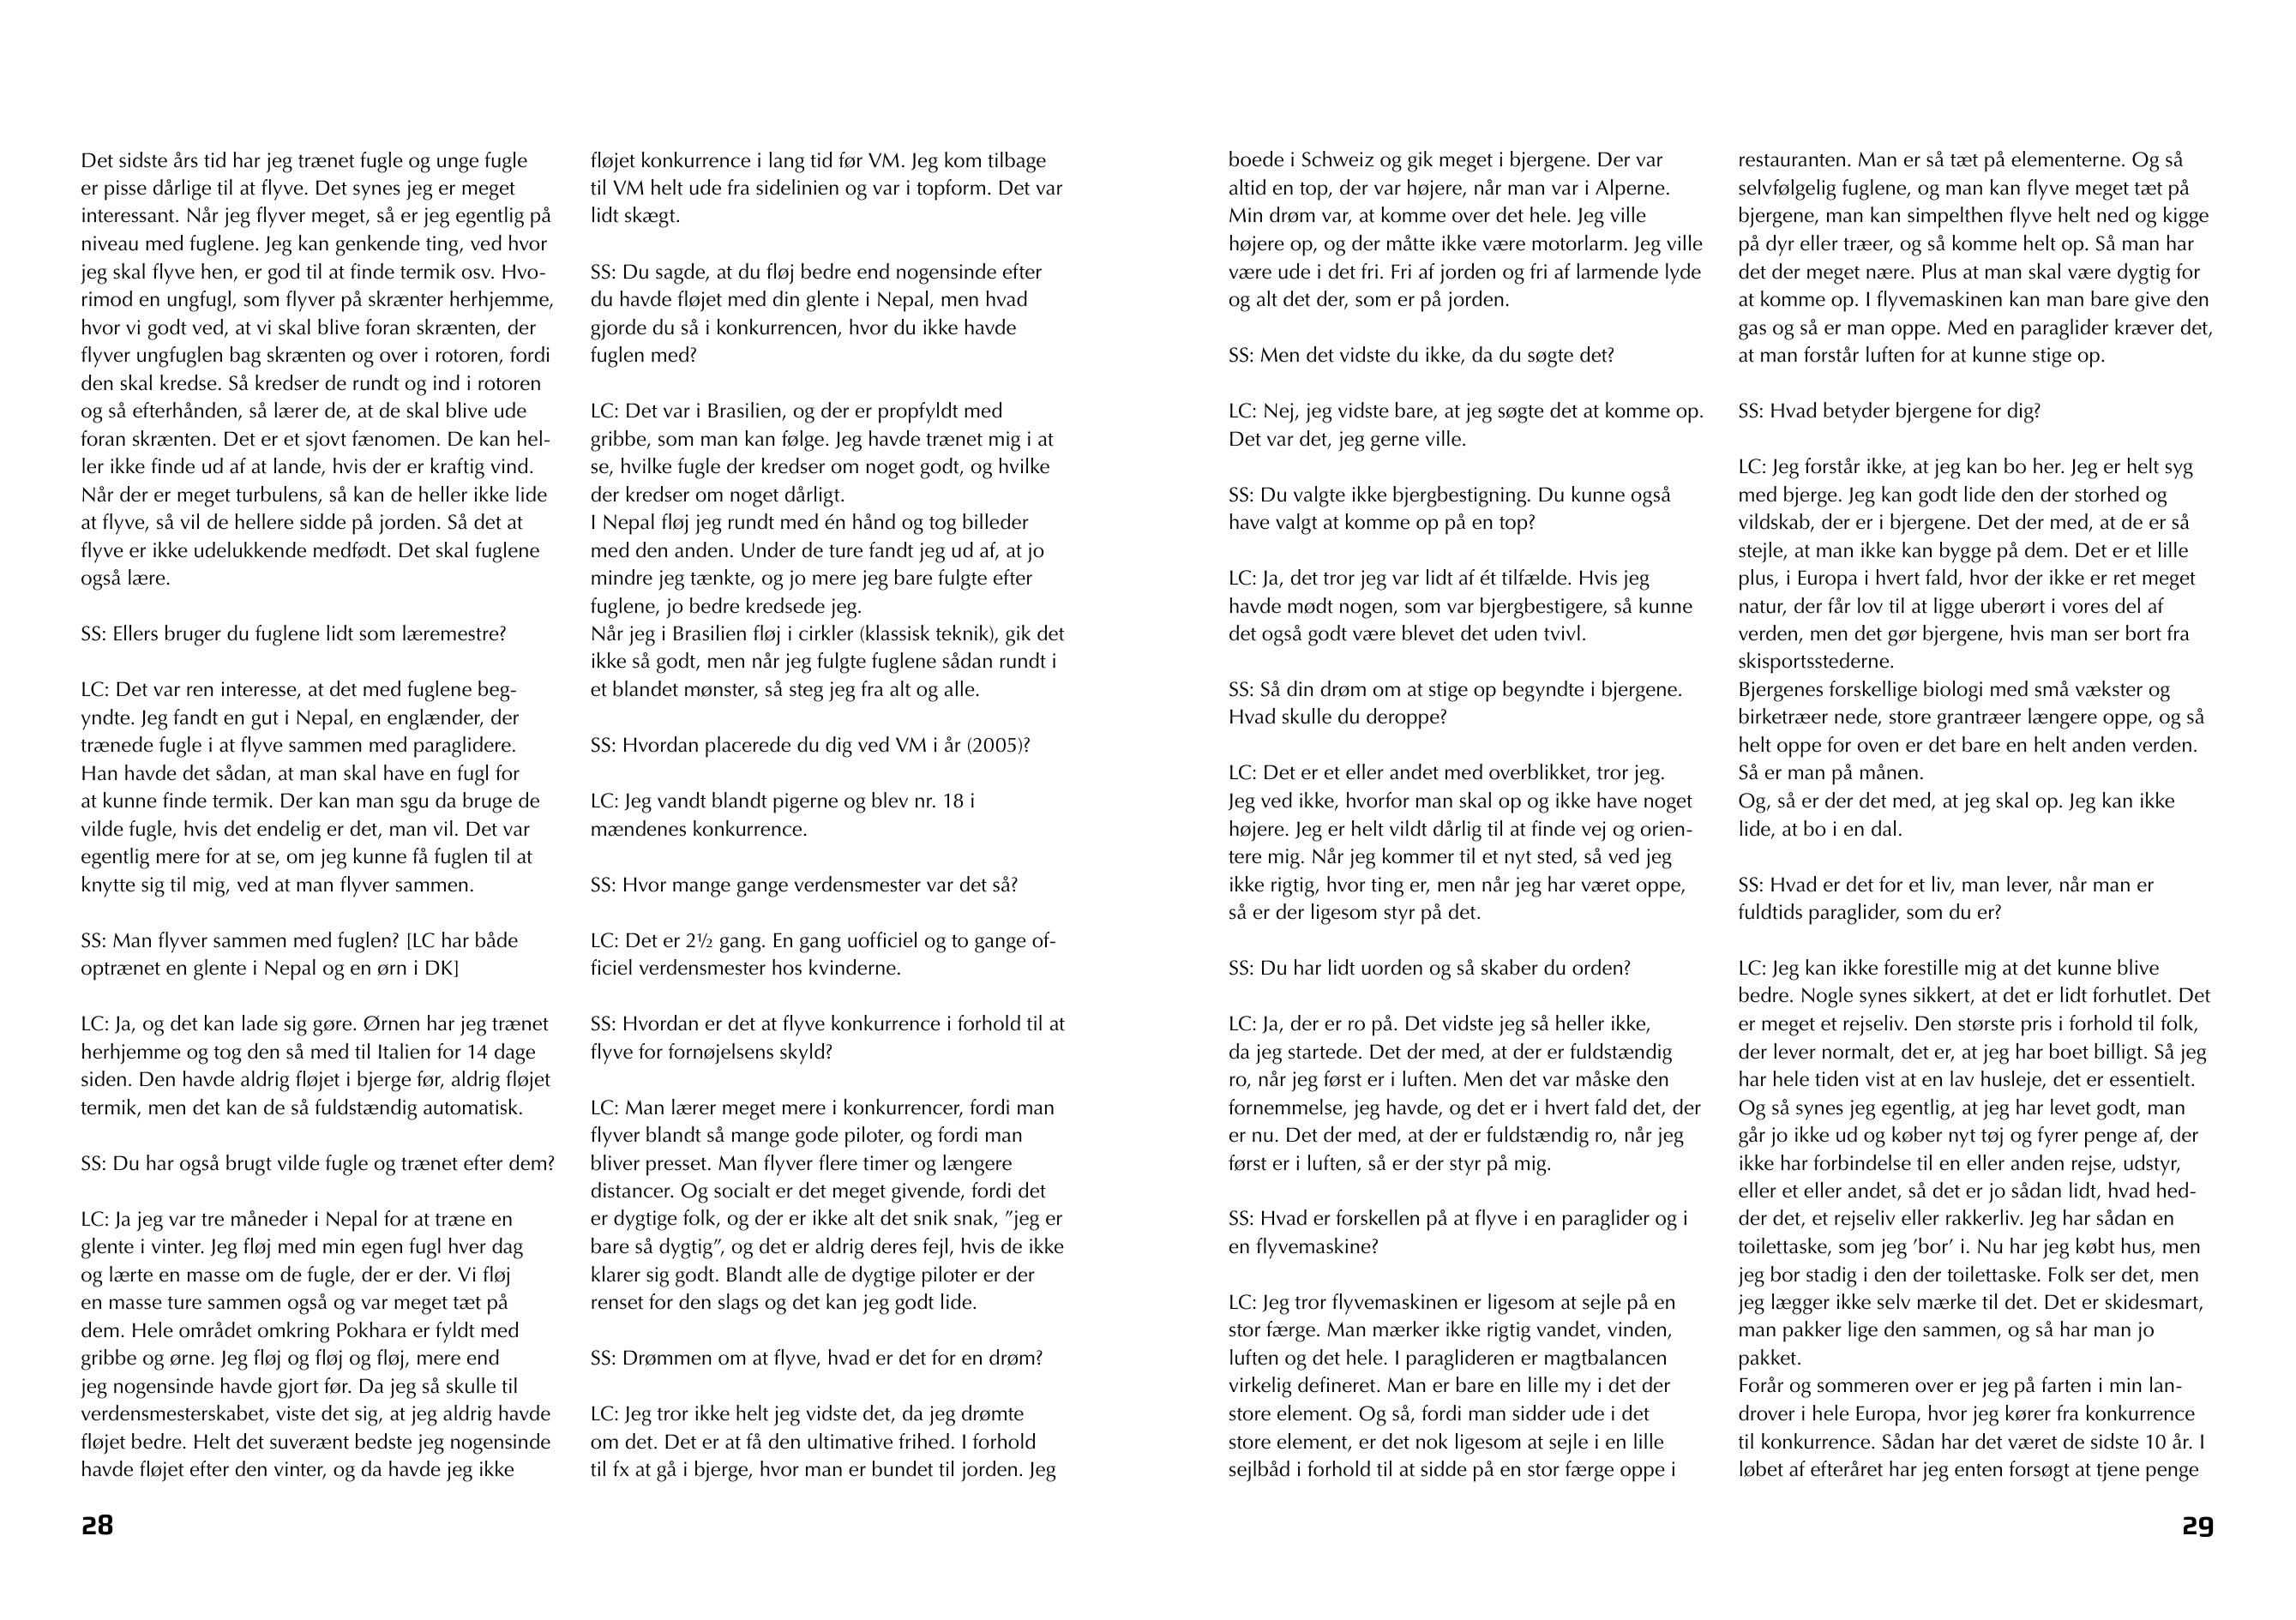 Det sidste års tid har jeg trænet fugle og unge fugle
er pisse dårlige til at flyve. Det synes jeg er meget
interessant. Når jeg flyver meget, så er jeg egentlig på
niveau med fuglene. Jeg kan genkende ting, ved hvor
jeg skal flyve hen, er god til at finde termik osv. Hvo-
rimod en ungfugl, som flyver på skrænter herhjemme,
hvor vi godt ved, at vi skal blive foran skrænten, der
flyver ungfuglen bag skrænten og over i rotoren, fordi
den skal kredse. Så kredser de rundt og ind i rotoren
og så efterhånden, så lærer de, at de skal blive ude
foran skrænten. Det er et sjovt fænomen. De kan hel-
ler ikke finde ud af at lande, hvis der er kraftig vind.
Når der er meget turbulens, så kan de heller ikke lide
at flyve, så vil de hellere sidde på jorden. Så det at
flyve er ikke udelukkende medfødt. Det skal fuglene
også lære.
SS: Ellers bruger du fuglene lidt som læremestre?
LC: Det var ren interesse, at det med fuglene beg-
yndte. Jeg fandt en gut i Nepal, en englænder, der
trænede fugle i at flyve sammen med paraglidere.
Han havde det sådan, at man skal have en fugl for
at kunne finde termik. Der kan man sgu da bruge de
vilde fugle, hvis det endelig er det, man vil. Det var
egentlig mere for at se, om jeg kunne få fuglen til at
knytte sig til mig, ved at man flyver sammen.
SS: Man flyver sammen med fuglen? [LC har både
optrænet en glente i Nepal og en ørn i DK]
LC: Ja, og det kan lade sig gøre. Ørnen har jeg trænet
herhjemme og tog den så med til Italien for 14 dage
siden. Den havde aldrig fløjet i bjerge før, aldrig fløjet
termik, men det kan de så fuldstændig automatisk.
SS: Du har også brugt vilde fugle og trænet efter dem?
LC: Ja jeg var tre måneder i Nepal for at træne en
glente i vinter. Jeg fløj med min egen fugl hver dag
og lærte en masse om de fugle, der er der. Vi fløj
en masse ture sammen også og var meget tæt på
dem. Hele området omkring Pokhara er fyldt med
gribbe og ørne. Jeg fløj og fløj og fløj, mere end
jeg nogensinde havde gjort før. Da jeg så skulle til
verdensmesterskabet, viste det sig, at jeg aldrig havde
fløjet bedre. Helt det suverænt bedste jeg nogensinde
havde fløjet efter den vinter, og da havde jeg ikke
fløjet konkurrence i lang tid før VM. Jeg kom tilbage
til VM helt ude fra sidelinien og var i topform. Det var
lidt skægt.
SS: Du sagde, at du fløj bedre end nogensinde efter
du havde fløjet med din glente i Nepal, men hvad
gjorde du så i konkurrencen, hvor du ikke havde
fuglen med?
LC: Det var i Brasilien, og der er propfyldt med
gribbe, som man kan følge. Jeg havde trænet mig i at
se, hvilke fugle der kredser om noget godt, og hvilke
der kredser om noget dårligt.
I Nepal fløj jeg rundt med én hånd og tog billeder
med den anden. Under de ture fandt jeg ud af, at jo
mindre jeg tænkte, og jo mere jeg bare fulgte efter
fuglene, jo bedre kredsede jeg.
Når jeg i Brasilien fløj i cirkler (klassisk teknik), gik det
ikke så godt, men når jeg fulgte fuglene sådan rundt i
et blandet mønster, så steg jeg fra alt og alle.
SS: Hvordan placerede du dig ved VM i år (2005)?
LC: Jeg vandt blandt pigerne og blev nr. 18 i
mændenes konkurrence.
SS: Hvor mange gange verdensmester var det så?
LC: Det er 2½ gang. En gang uofficiel og to gange of-
ficiel verdensmester hos kvinderne.
SS: Hvordan er det at flyve konkurrence i forhold til at
flyve for fornøjelsens skyld?
LC: Man lærer meget mere i konkurrencer, fordi man
flyver blandt så mange gode piloter, og fordi man
bliver presset. Man flyver flere timer og længere
distancer. Og socialt er det meget givende, fordi det
er dygtige folk, og der er ikke alt det snik snak, ”jeg er
bare så dygtig”, og det er aldrig deres fejl, hvis de ikke
klarer sig godt. Blandt alle de dygtige piloter er der
renset for den slags og det kan jeg godt lide.
SS: Drømmen om at flyve, hvad er det for en drøm?
LC: Jeg tror ikke helt jeg vidste det, da jeg drømte
om det. Det er at få den ultimative frihed. I forhold
til fx at gå i bjerge, hvor man er bundet til jorden. Jeg
28
boede i Schweiz og gik meget i bjergene. Der var
altid en top, der var højere, når man var i Alperne.
Min drøm var, at komme over det hele. Jeg ville
højere op, og der måtte ikke være motorlarm. Jeg ville
være ude i det fri. Fri af jorden og fri af larmende lyde
og alt det der, som er på jorden.
SS: Men det vidste du ikke, da du søgte det?
LC: Nej, jeg vidste bare, at jeg søgte det at komme op.
Det var det, jeg gerne ville.
SS: Du valgte ikke bjergbestigning. Du kunne også
have valgt at komme op på en top?
LC: Ja, det tror jeg var lidt af ét tilfælde. Hvis jeg
havde mødt nogen, som var bjergbestigere, så kunne
det også godt være blevet det uden tvivl.
SS: Så din drøm om at stige op begyndte i bjergene.
Hvad skulle du deroppe?
LC: Det er et eller andet med overblikket, tror jeg.
Jeg ved ikke, hvorfor man skal op og ikke have noget
højere. Jeg er helt vildt dårlig til at finde vej og orien-
tere mig. Når jeg kommer til et nyt sted, så ved jeg
ikke rigtig, hvor ting er, men når jeg har været oppe,
så er der ligesom styr på det.
SS: Du har lidt uorden og så skaber du orden?
LC: Ja, der er ro på. Det vidste jeg så heller ikke,
da jeg startede. Det der med, at der er fuldstændig
ro, når jeg først er i luften. Men det var måske den
fornemmelse, jeg havde, og det er i hvert fald det, der
er nu. Det der med, at der er fuldstændig ro, når jeg
først er i luften, så er der styr på mig.
SS: Hvad er forskellen på at flyve i en paraglider og i
en flyvemaskine?
LC: Jeg tror flyvemaskinen er ligesom at sejle på en
stor færge. Man mærker ikke rigtig vandet, vinden,
luften og det hele. I paraglideren er magtbalancen
virkelig defineret. Man er bare en lille my i det der
store element. Og så, fordi man sidder ude i det
store element, er det nok ligesom at sejle i en lille
sejlbåd i forhold til at sidde på en stor færge oppe i
restauranten. Man er så tæt på elementerne. Og så
selvfølgelig fuglene, og man kan flyve meget tæt på
bjergene, man kan simpelthen flyve helt ned og kigge
på dyr eller træer, og så komme helt op. Så man har
det der meget nære. Plus at man skal være dygtig for
at komme op. I flyvemaskinen kan man bare give den
gas og så er man oppe. Med en paraglider kræver det,
at man forstår luften for at kunne stige op.
SS: Hvad betyder bjergene for dig?
LC: Jeg forstår ikke, at jeg kan bo her. Jeg er helt syg
med bjerge. Jeg kan godt lide den der storhed og
vildskab, der er i bjergene. Det der med, at de er så
stejle, at man ikke kan bygge på dem. Det er et lille
plus, i Europa i hvert fald, hvor der ikke er ret meget
natur, der får lov til at ligge uberørt i vores del af
verden, men det gør bjergene, hvis man ser bort fra
skisportsstederne.
Bjergenes forskellige biologi med små vækster og
birketræer nede, store grantræer længere oppe, og så
helt oppe for oven er det bare en helt anden verden.
Så er man på månen.
Og, så er der det med, at jeg skal op. Jeg kan ikke
lide, at bo i en dal.
SS: Hvad er det for et liv, man lever, når man er
fuldtids paraglider, som du er?
LC: Jeg kan ikke forestille mig at det kunne blive
bedre. Nogle synes sikkert, at det er lidt forhutlet. Det
er meget et rejseliv. Den største pris i forhold til folk,
der lever normalt, det er, at jeg har boet billigt. Så jeg
har hele tiden vist at en lav husleje, det er essentielt.
Og så synes jeg egentlig, at jeg har levet godt, man
går jo ikke ud og køber nyt tøj og fyrer penge af, der
ikke har forbindelse til en eller anden rejse, udstyr,
eller et eller andet, så det er jo sådan lidt, hvad hed-
der det, et rejseliv eller rakkerliv. Jeg har sådan en
toilettaske, som jeg ’bor’ i. Nu har jeg købt hus, men
jeg bor stadig i den der toilettaske. Folk ser det, men
jeg lægger ikke selv mærke til det. Det er skidesmart,
man pakker lige den sammen, og så har man jo
pakket.
Forår og sommeren over er jeg på farten i min lan-
drover i hele Europa, hvor jeg kører fra konkurrence
til konkurrence. Sådan har det været de sidste 10 år. I
løbet af efteråret har jeg enten forsøgt at tjene penge
29